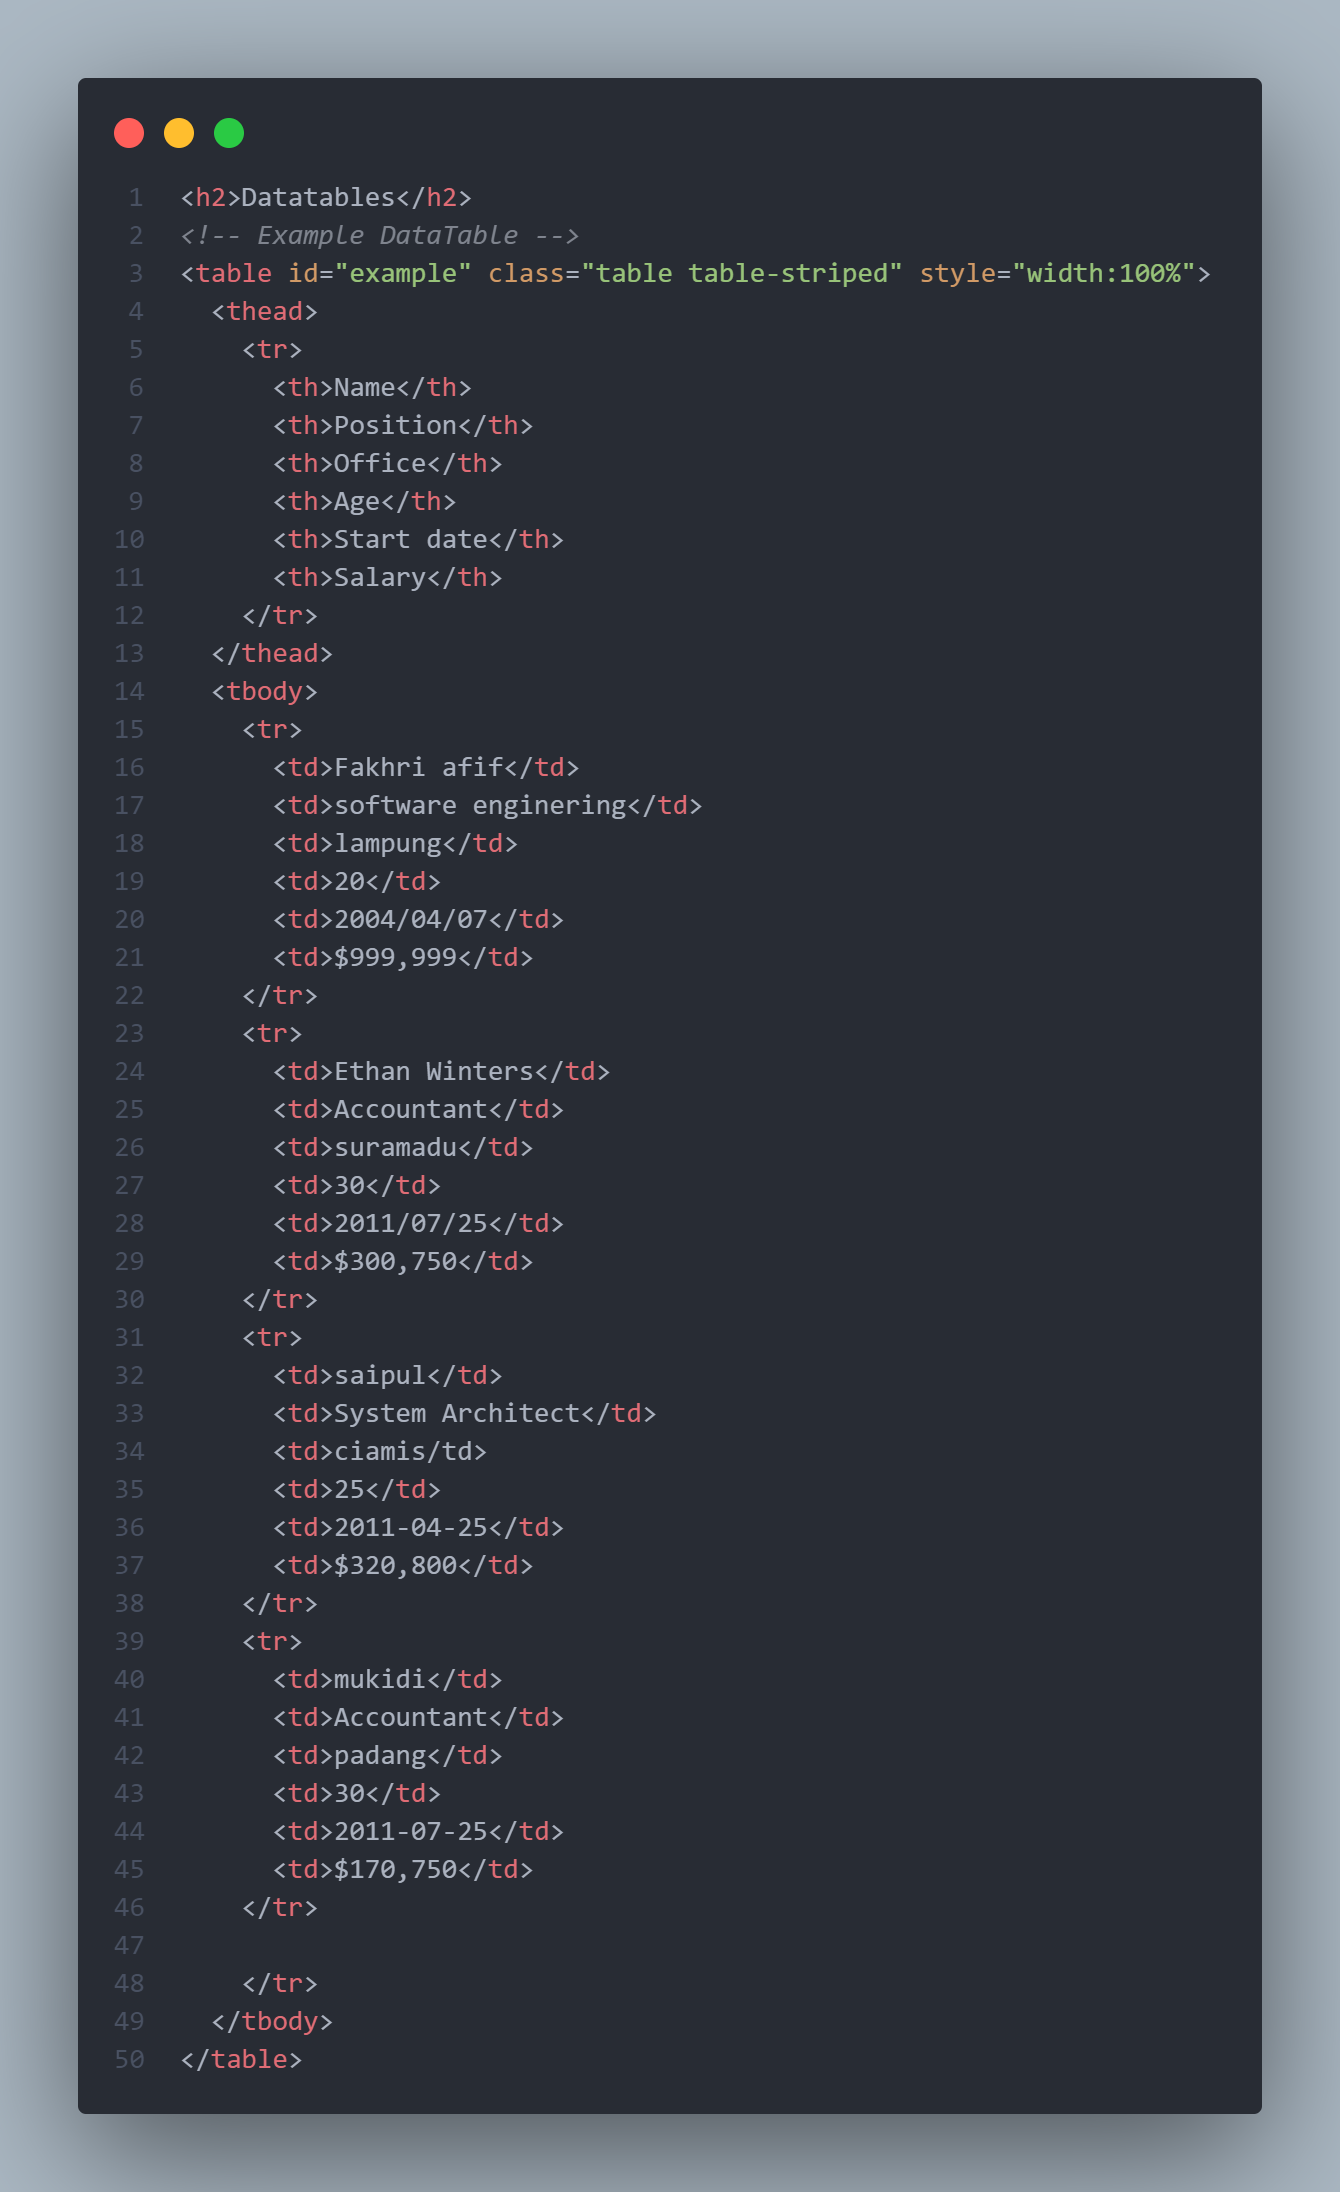 1 <h2>Datatables</h2>
2 <!-- Example DataTable -->
3 <table id="example" class="table table-striped" style="width:100%">
4   <thead>
5     <tr>
6       <th>Name</th>
7       <th>Position</th>
8       <th>Office</th>
9       <th>Age</th>
10       <th>Start date</th>
11       <th>Salary</th>
12     </tr>
13   </thead>
14   <tbody>
15     <tr>
16       <td>Fakhri afif</td>
17       <td>software enginering</td>
18       <td>lampung</td>
19       <td>20</td>
20       <td>2004/04/07</td>
21       <td>$999,999</td>
22     </tr>
23     <tr>
24       <td>Ethan Winters</td>
25       <td>Accountant</td>
26       <td>suramadu</td>
27       <td>30</td>
28       <td>2011/07/25</td>
29       <td>$300,750</td>
30     </tr>
31     <tr>
32       <td>saipul</td>
33       <td>System Architect</td>
34       <td>ciamis/td>
35       <td>25</td>
36       <td>2011-04-25</td>
37       <td>$320,800</td>
38     </tr>
39     <tr>
40       <td>mukidi</td>
41       <td>Accountant</td>
42       <td>padang</td>
43       <td>30</td>
44       <td>2011-07-25</td>
45       <td>$170,750</td>
46     </tr>
47
48     </tr>
49   </tbody>
50 </table>